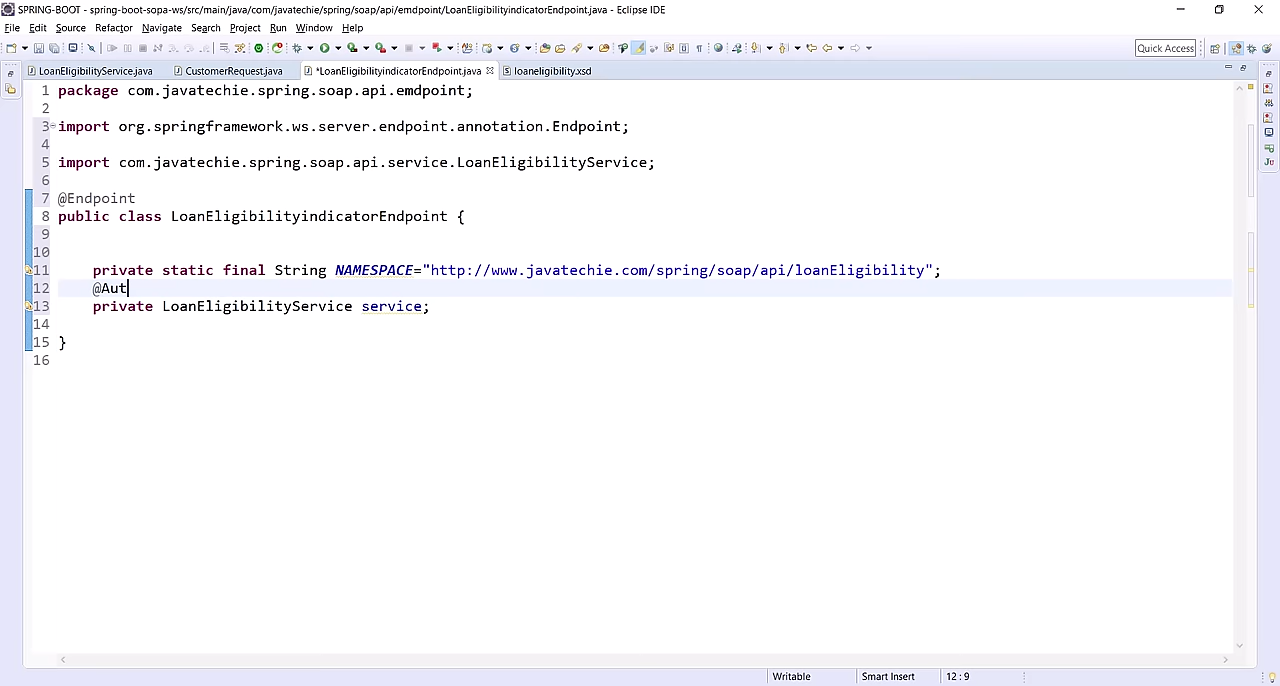 SPRING-BOOT - spring-boot-sopa-ws/src/main/java/com/javatechie/spring/soap/api/emdpoint/LoanEligibilityindicatorEndpoint.java - Eclipse IDE
File Edit Source Refactor Navigate Search Project Run Window Help
Quick Access
LoanEligibilityService.java CustomerRequest.java *LoanEligibilityindicatorEndpoint.java loaneligibility.xsd
1 package com.javatechie.spring.soap.api.emdpoint;
2
3 import org.springframework.ws.server.endpoint.annotation.Endpoint;
4
5 import com.javatechie.spring.soap.api.service.LoanEligibilityService;
6
7 @Endpoint
8 public class LoanEligibilityindicatorEndpoint {
9
10
11 private static final String NAMESPACE="http://www.javatechie.com/spring/soap/api/loanEligibility";
12 @Aut
13 private LoanEligibilityService service;
14
15 }
16
Writable Smart Insert 12 : 9